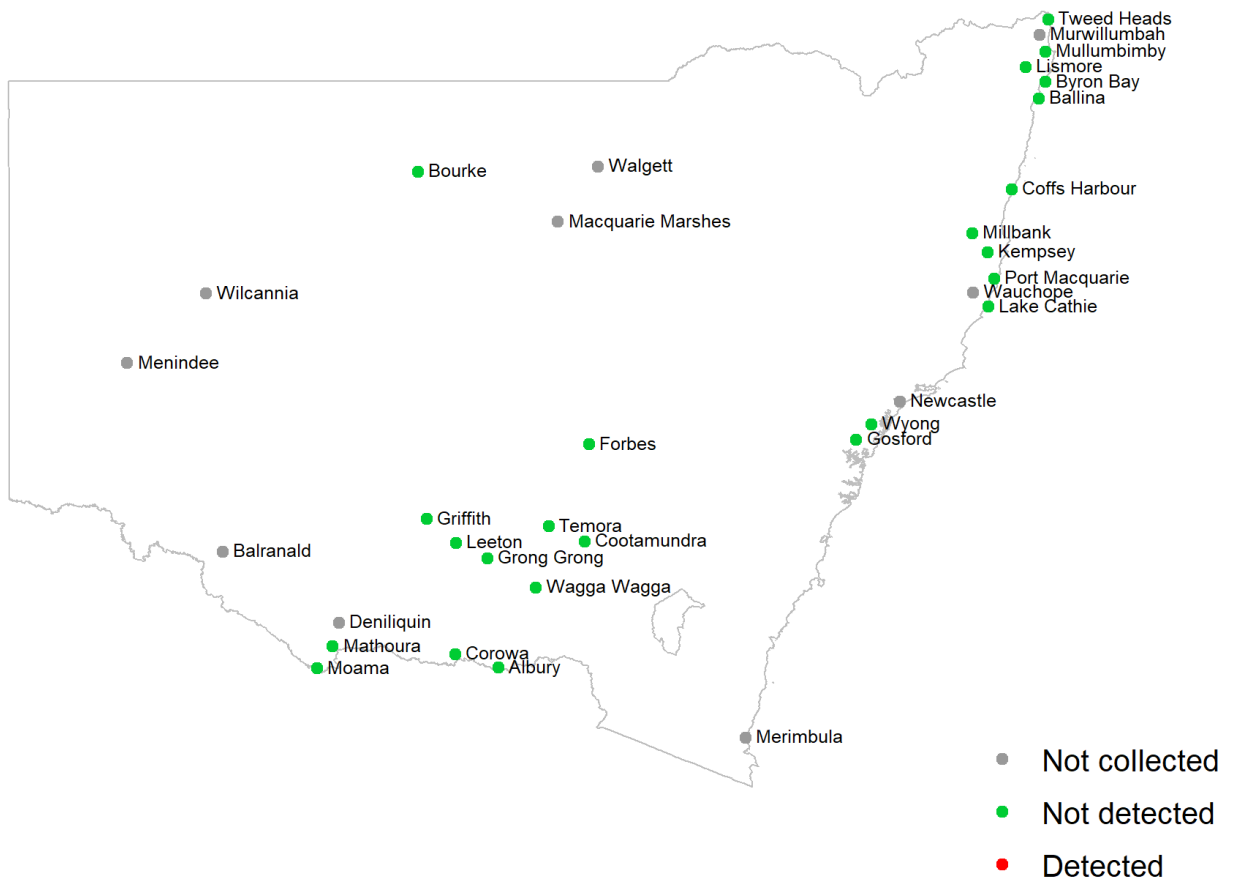 Tweed Heads
Murwillumbah
Mullumbimby
Lismore
Byron Bay
Ballina
Bourke
Walgett
Coffs Harbour
Macquarie Marshes
Millbank
Kempsey
Port Macquarie
Wilcannia
Wauchope
Lake Cathie
Menindee
Newcastle
Wyong
Gosford
Forbes
Griffith
Temora
Leeton
Cootamundra
Balranald
Grong Grong
Wagga Wagga
Deniliquin
Mathoura
Corowa
Moama
Albury
Merimbula
Not collected
Not detected
Detected